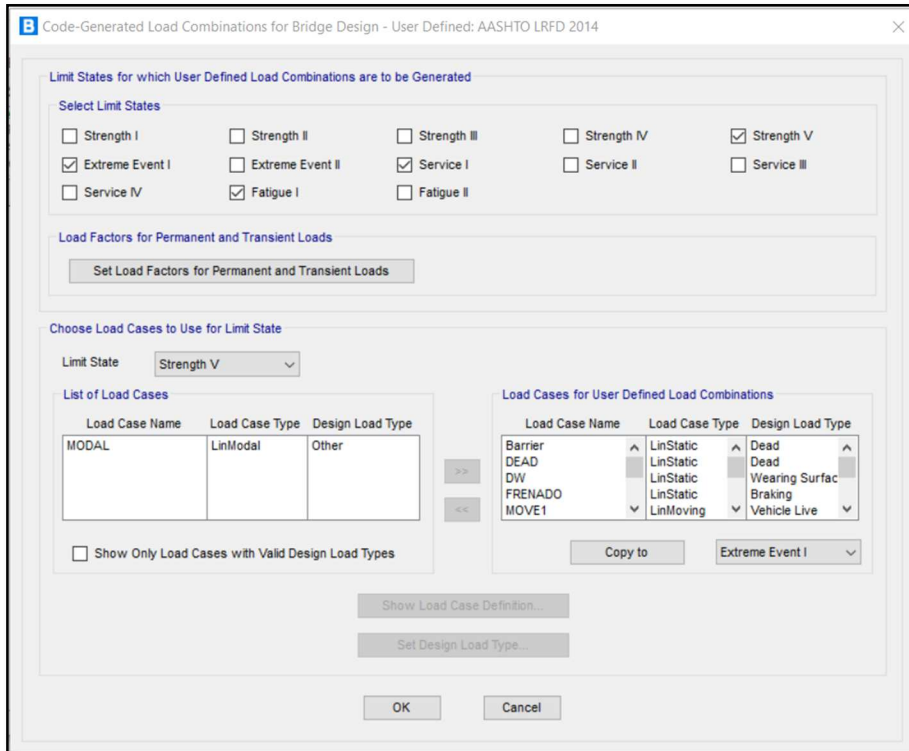 B Code-Generated Load Combinations for Bridge Design - User Defined: AASHTO LRFD 2014
Limit States for which User Defined Load Combinations are to be Generated
Select Limit States
Strength I Strength II Strength III Strength IV Strength V
Extreme Event I Extreme Event II Service I Service II Service III
Service IV Fatigue I Fatigue II
Load Factors for Permanent and Transient Loads
Set Load Factors for Permanent and Transient Loads
Choose Load Cases to Use for Limit State
Limit State Strength V
List of Load Cases
Load Case Name Load Case Type Design Load Type
MODAL LinModal Other
Show Only Load Cases with Valid Design Load Types
>>
<<
Load Cases for User Defined Load Combinations
Load Case Name Load Case Type Design Load Type
Barrier LinStatic Dead
DEAD LinStatic Dead
DW LinStatic Wearing Surfac
FRENADO LinStatic Braking
MOVE1 LinMoving Vehicle Live
Copy to Extreme Event I
Show Load Case Definition...
Set Design Load Type...
OK Cancel